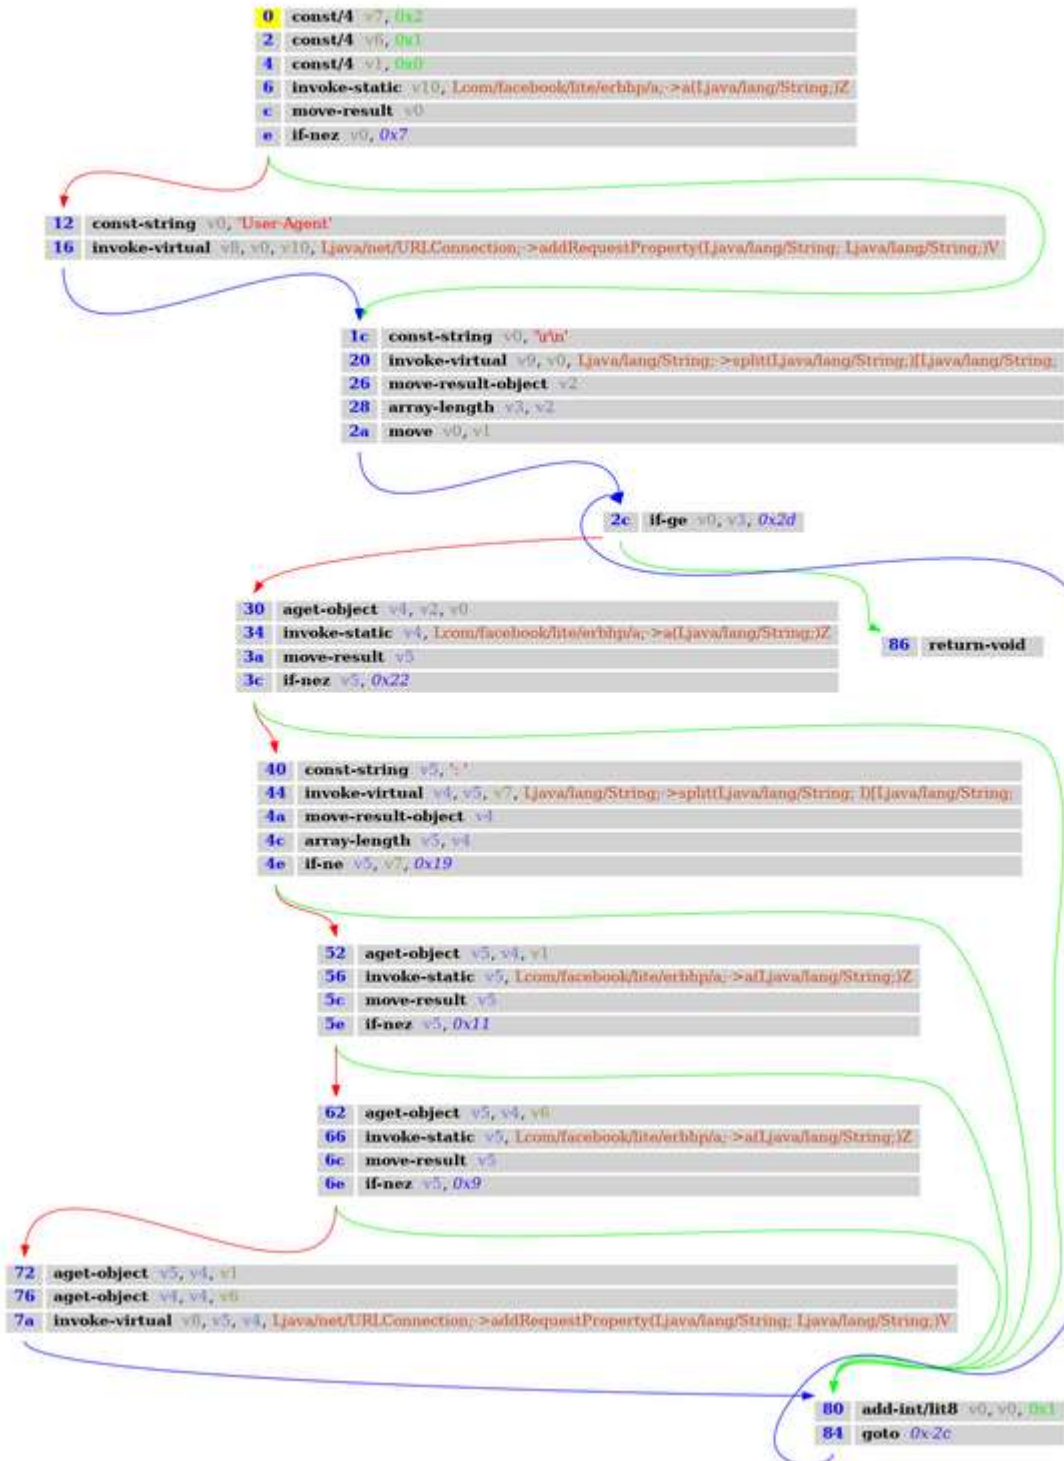 0 const/4 v7, 0x2
2 const/4 v6, 0x1
4 const/4 v1, 0x0
6 invoke-static v10, Lcom/facebook/lite/erbhp/a;->a(Ljava/lang/String;)Z
c move-result v0
e if-nez v0, 0x7
12 const-string v0, 'User-Agent'
16 invoke-virtual v8, v0, v10, Ljava/net/URLConnection;->addRequestProperty(Ljava/lang/String; Ljava/lang/String;)V
1c const-string v0, '\r\n'
20 invoke-virtual v9, v0, Ljava/lang/String;->split(Ljava/lang/String;)[Ljava/lang/String;
26 move-result-object v2
28 array-length v3, v2
2a move v0, v1
2c if-ge v0, v3, 0x2d
30 aget-object v4, v2, v0
34 invoke-static v4, Lcom/facebook/lite/erbhp/a;->a(Ljava/lang/String;)Z
3a move-result v5
3c if-nez v5, 0x22
86 return-void
40 const-string v5, ': '
44 invoke-virtual v4, v5, v7, Ljava/lang/String;->split(Ljava/lang/String; I)[Ljava/lang/String;
4a move-result-object v4
4c array-length v5, v4
4e if-ne v5, v7, 0x19
52 aget-object v5, v4, v1
56 invoke-static v5, Lcom/facebook/lite/erbhp/a;->a(Ljava/lang/String;)Z
5c move-result v5
5e if-nez v5, 0x11
62 aget-object v5, v4, v6
66 invoke-static v5, Lcom/facebook/lite/erbhp/a;->a(Ljava/lang/String;)Z
6c move-result v5
6e if-nez v5, 0x9
72 aget-object v5, v4, v1
76 aget-object v4, v4, v6
7a invoke-virtual v8, v5, v4, Ljava/net/URLConnection;->addRequestProperty(Ljava/lang/String; Ljava/lang/String;)V
80 add-int/lit8 v0, v0, 0x1
84 goto 0x-2c